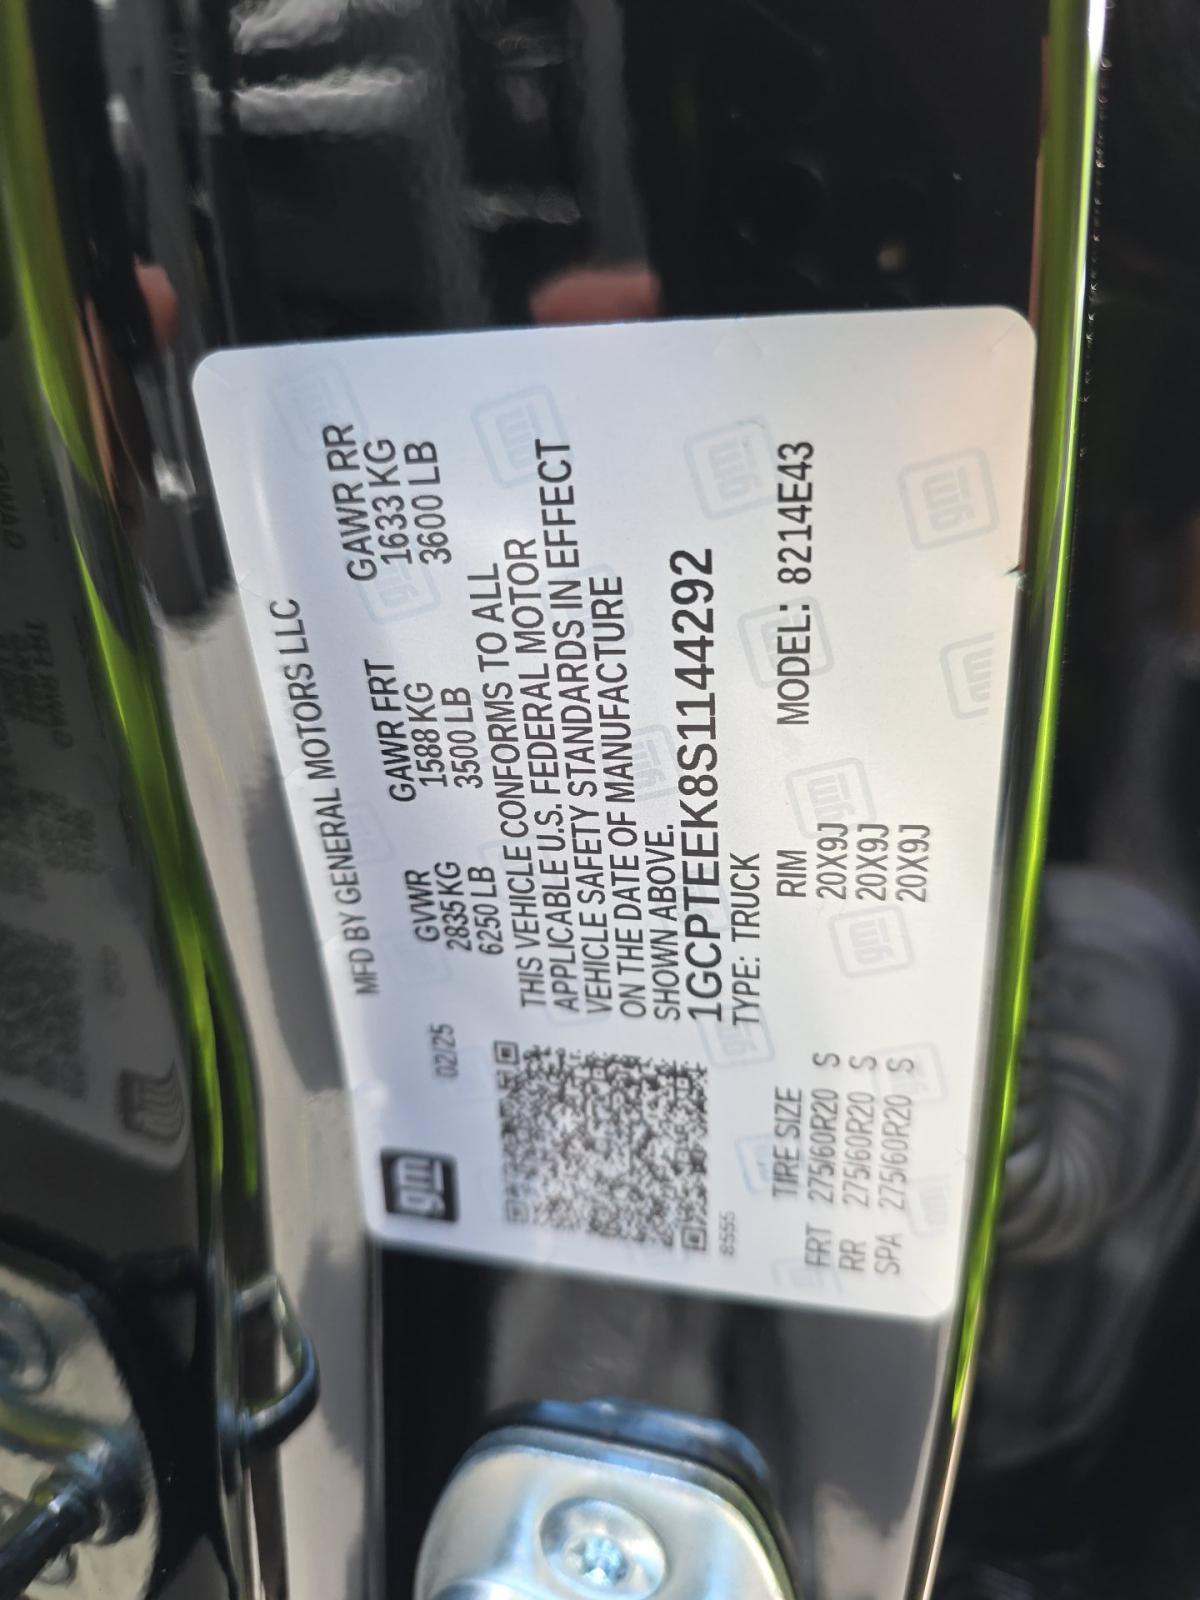 gm
MFD BY GENERAL MOTORS LLC
02/25
GVWR GAWR FRT GAWR RR
2835 KG 1588 KG 1633 KG
6250 LB 3500 LB 3600 LB
THIS VEHICLE CONFORMS TO ALL
APPLICABLE U.S. FEDERAL MOTOR
VEHICLE SAFETY STANDARDS IN EFFECT
ON THE DATE OF MANUFACTURE
SHOWN ABOVE.
1GCPTEEK8S1144292
TYPE: TRUCK MODEL: 8214E43
8555
TIRE SIZE RIM
FRT 275/60R20 S 20X9J
RR 275/60R20 S 20X9J
SPA 275/60R20 S 20X9J